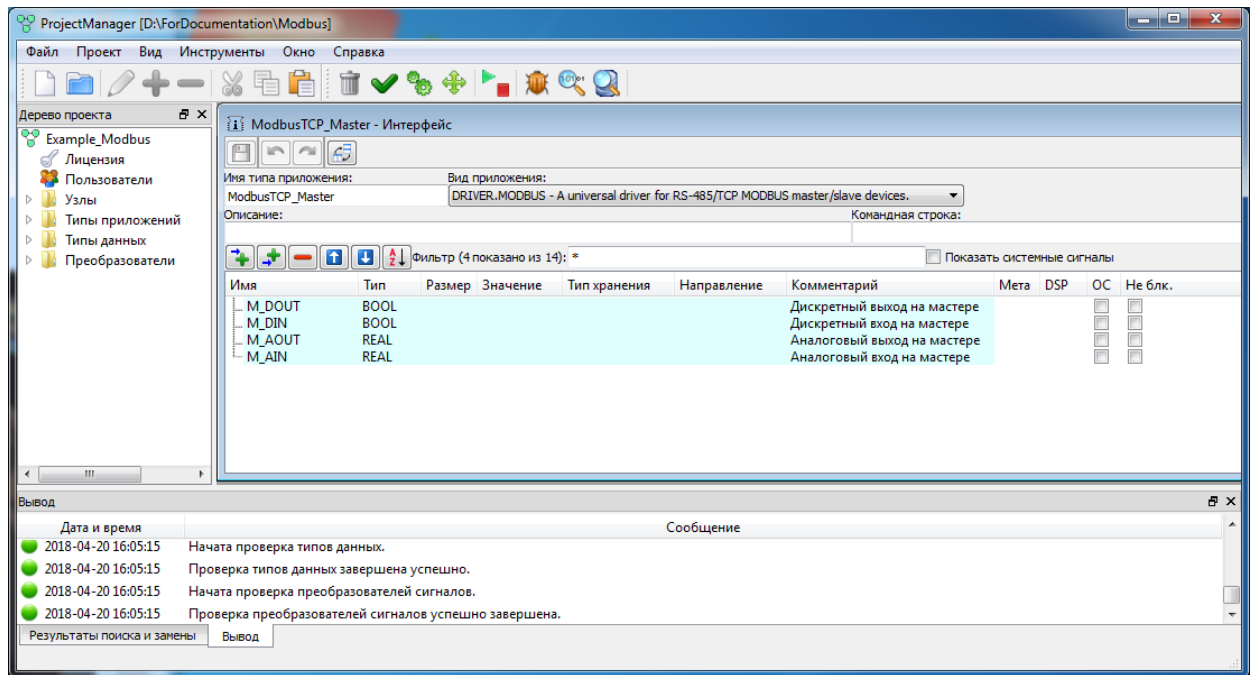 ProjectManager [D:\ForDocumentation\Modbus]
Файл Проект Вид Инструменты Окно Справка
Дерево проекта
Example_Modbus
Лицензия
Пользователи
Узлы
Типы приложений
Типы данных
Преобразователи
ModbusTCP_Master - Интерфейс
Имя типа приложения: Вид приложения:
ModbusTCP_Master DRIVER.MODBUS - A universal driver for RS-485/TCP MODBUS master/slave devices.
Описание: Командная строка:
Фильтр (4 показано из 14): * Показать системные сигналы
Имя Тип Размер Значение Тип хранения Направление Комментарий Мета DSP ОС Не блк.
M_DOUT BOOL Дискретный выход на мастере
M_DIN BOOL Дискретный вход на мастере
M_AOUT REAL Аналоговый выход на мастере
M_AIN REAL Аналоговый вход на мастере
Вывод
Дата и время Сообщение
2018-04-20 16:05:15 Начата проверка типов данных.
2018-04-20 16:05:15 Проверка типов данных завершена успешно.
2018-04-20 16:05:15 Начата проверка преобразователей сигналов.
2018-04-20 16:05:15 Проверка преобразователей сигналов успешно завершена.
Результаты поиска и замены Вывод